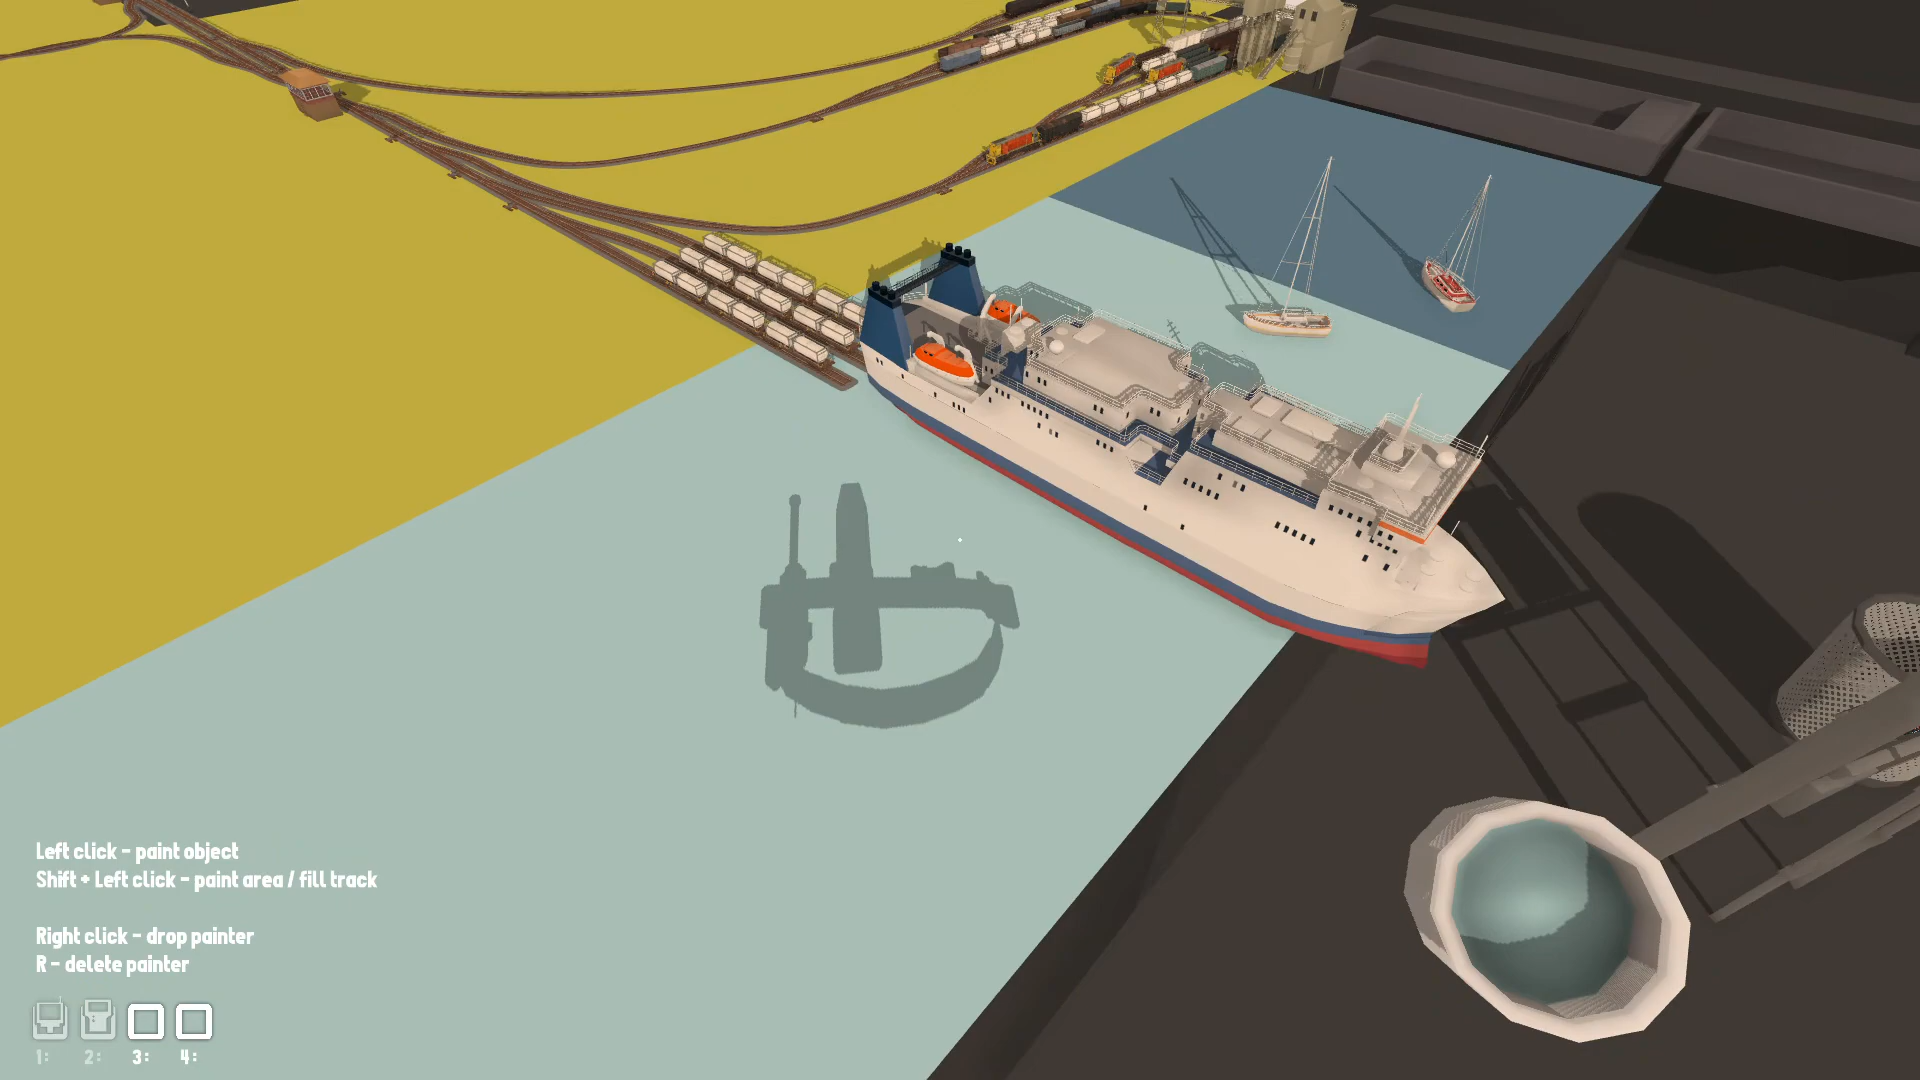 Left click - paint object
Shift + Left click - paint area / fill track
Right click - drop painter
R - delete painter
1: 2: 3: 4: